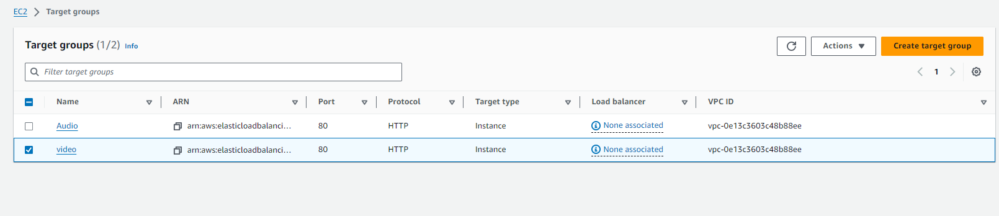 EC2 > Target groups
Target groups (1/2) Info
Actions
Create target group
Filter target groups
1
Name ARN Port Protocol Target type Load balancer VPC ID
Audio arn:aws:elasticloadbalanci... 80 HTTP Instance None associated vpc-0e13c3603c48b88ee
video arn:aws:elasticloadbalanci... 80 HTTP Instance None associated vpc-0e13c3603c48b88ee